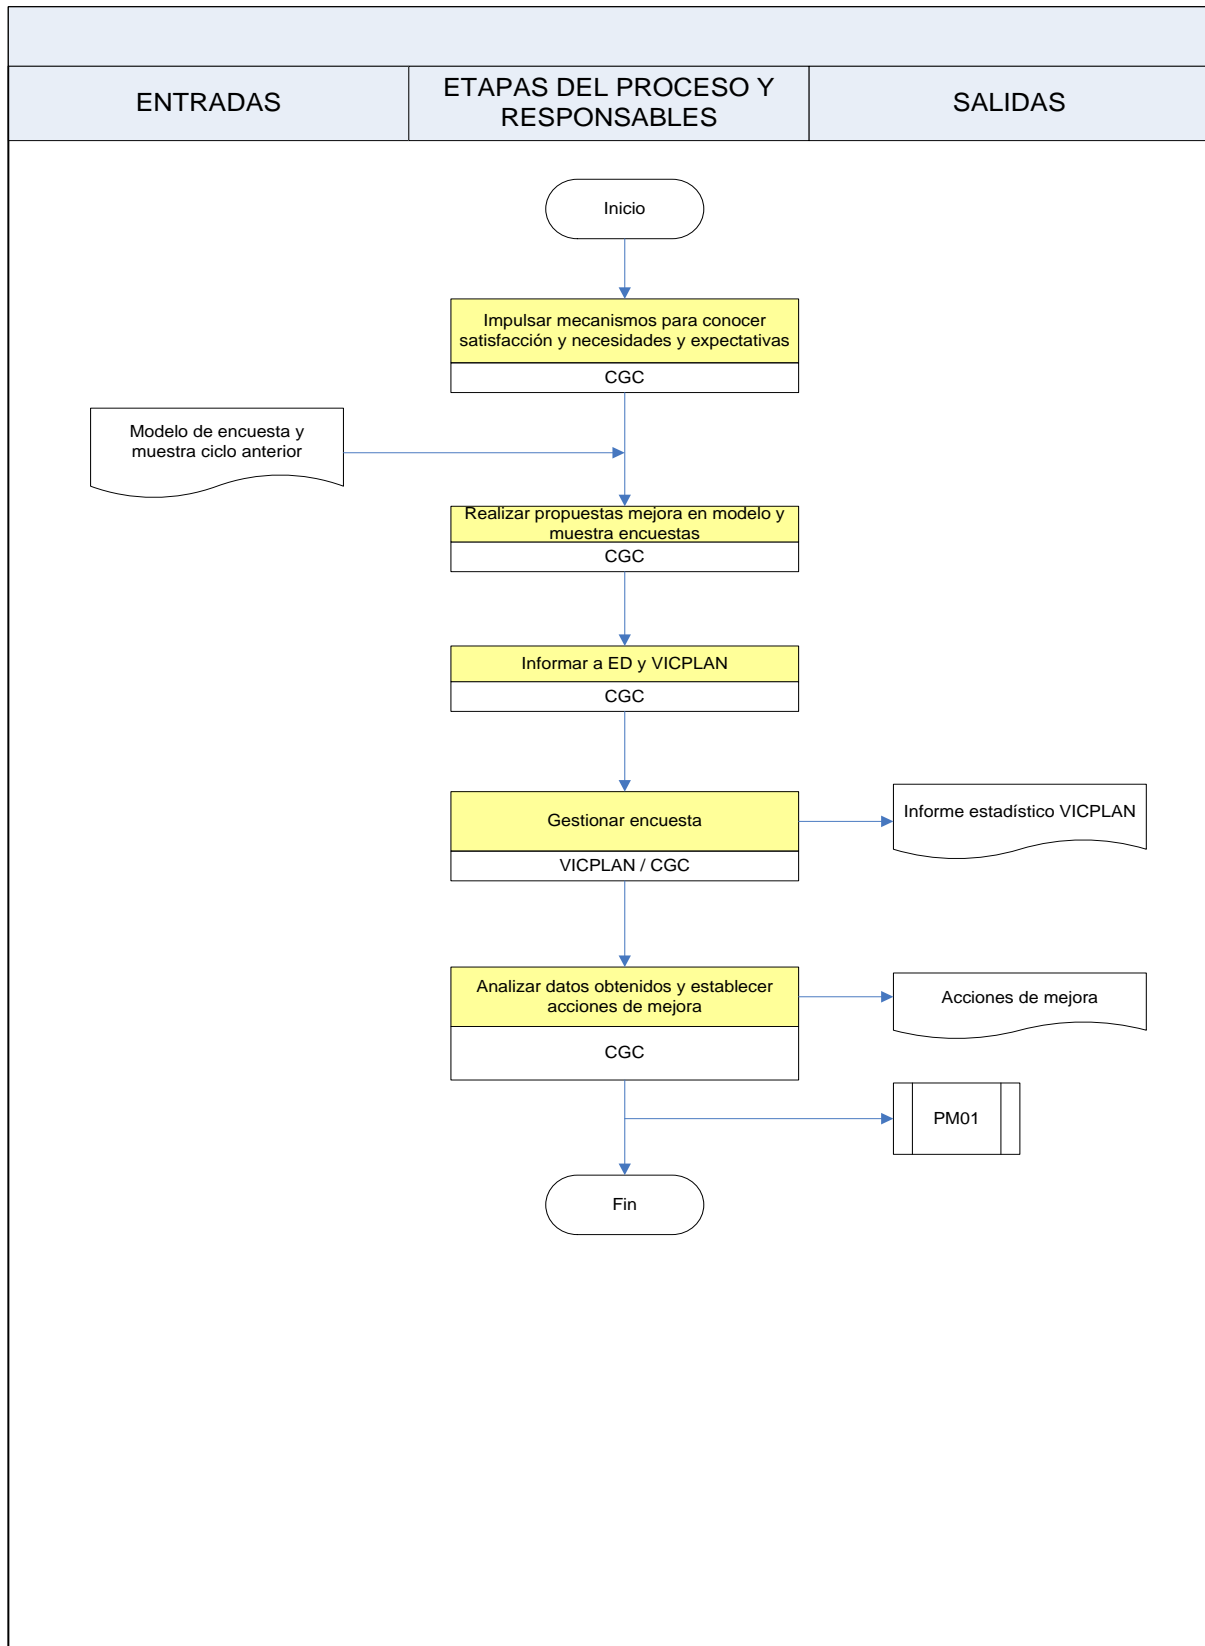 ENTRADAS
ETAPAS DEL PROCESO Y
RESPONSABLES
SALIDAS
Inicio
Impulsar mecanismos para conocer
satisfacción y necesidades y expectativas
CGC
Modelo de encuesta y
muestra ciclo anterior
Realizar propuestas mejora en modelo y
muestra encuestas
CGC
Informar a ED y VICPLAN
CGC
Gestionar encuesta
VICPLAN / CGC
Informe estadístico VICPLAN
Analizar datos obtenidos y establecer
acciones de mejora
CGC
Acciones de mejora
PM01
Fin